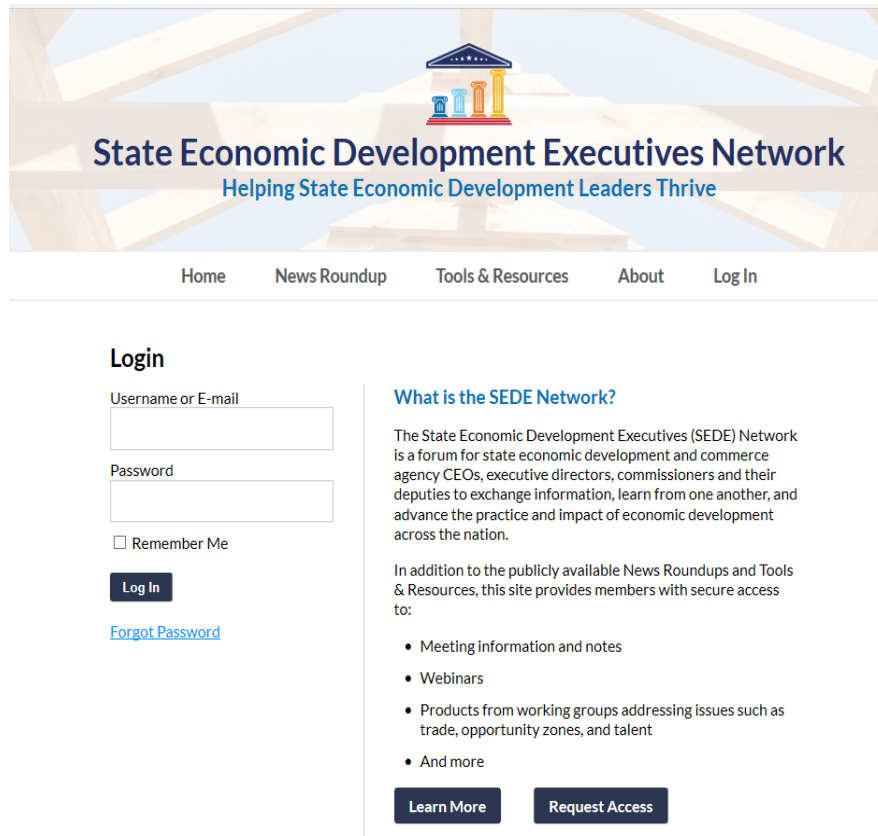 State Economic Development Executives Network
Helping State Economic Development Leaders Thrive
Home News Roundup Tools & Resources About Log In
Login
Username or E-mail
Password
Remember Me
Log In
Forgot Password
What is the SEDE Network?
The State Economic Development Executives (SEDE) Network
is a forum for state economic development and commerce
agency CEOs, executive directors, commissioners and their
deputies to exchange information, learn from one another, and
advance the practice and impact of economic development
across the nation.
In addition to the publicly available News Roundups and Tools
& Resources, this site provides members with secure access
to:
• Meeting information and notes
• Webinars
• Products from working groups addressing issues such as
trade, opportunity zones, and talent
• And more
Learn More Request Access